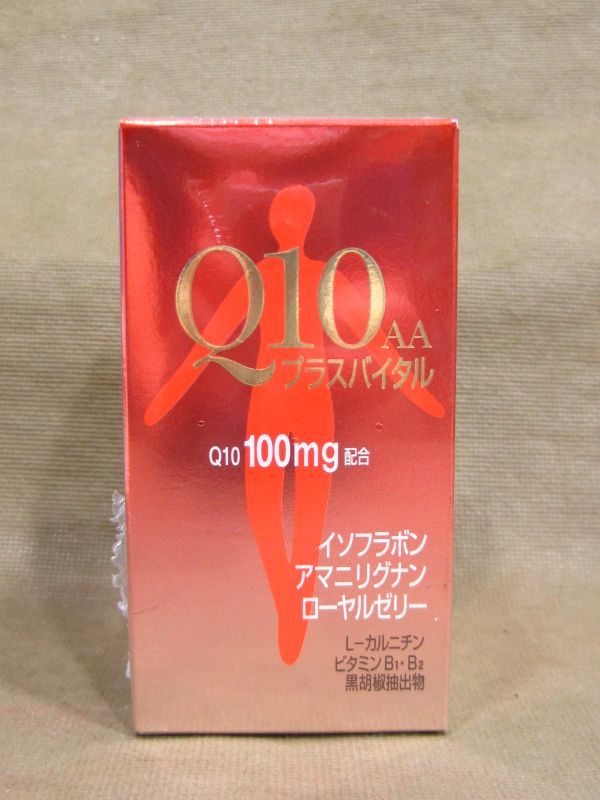 Q10 AA
プラスバイタル
Q10 100mg 配合
イソフラボン
アマニリグナン
ローヤルゼリー
L-カルニチン
ビタミン B₁・B₂
黒胡椒抽出物